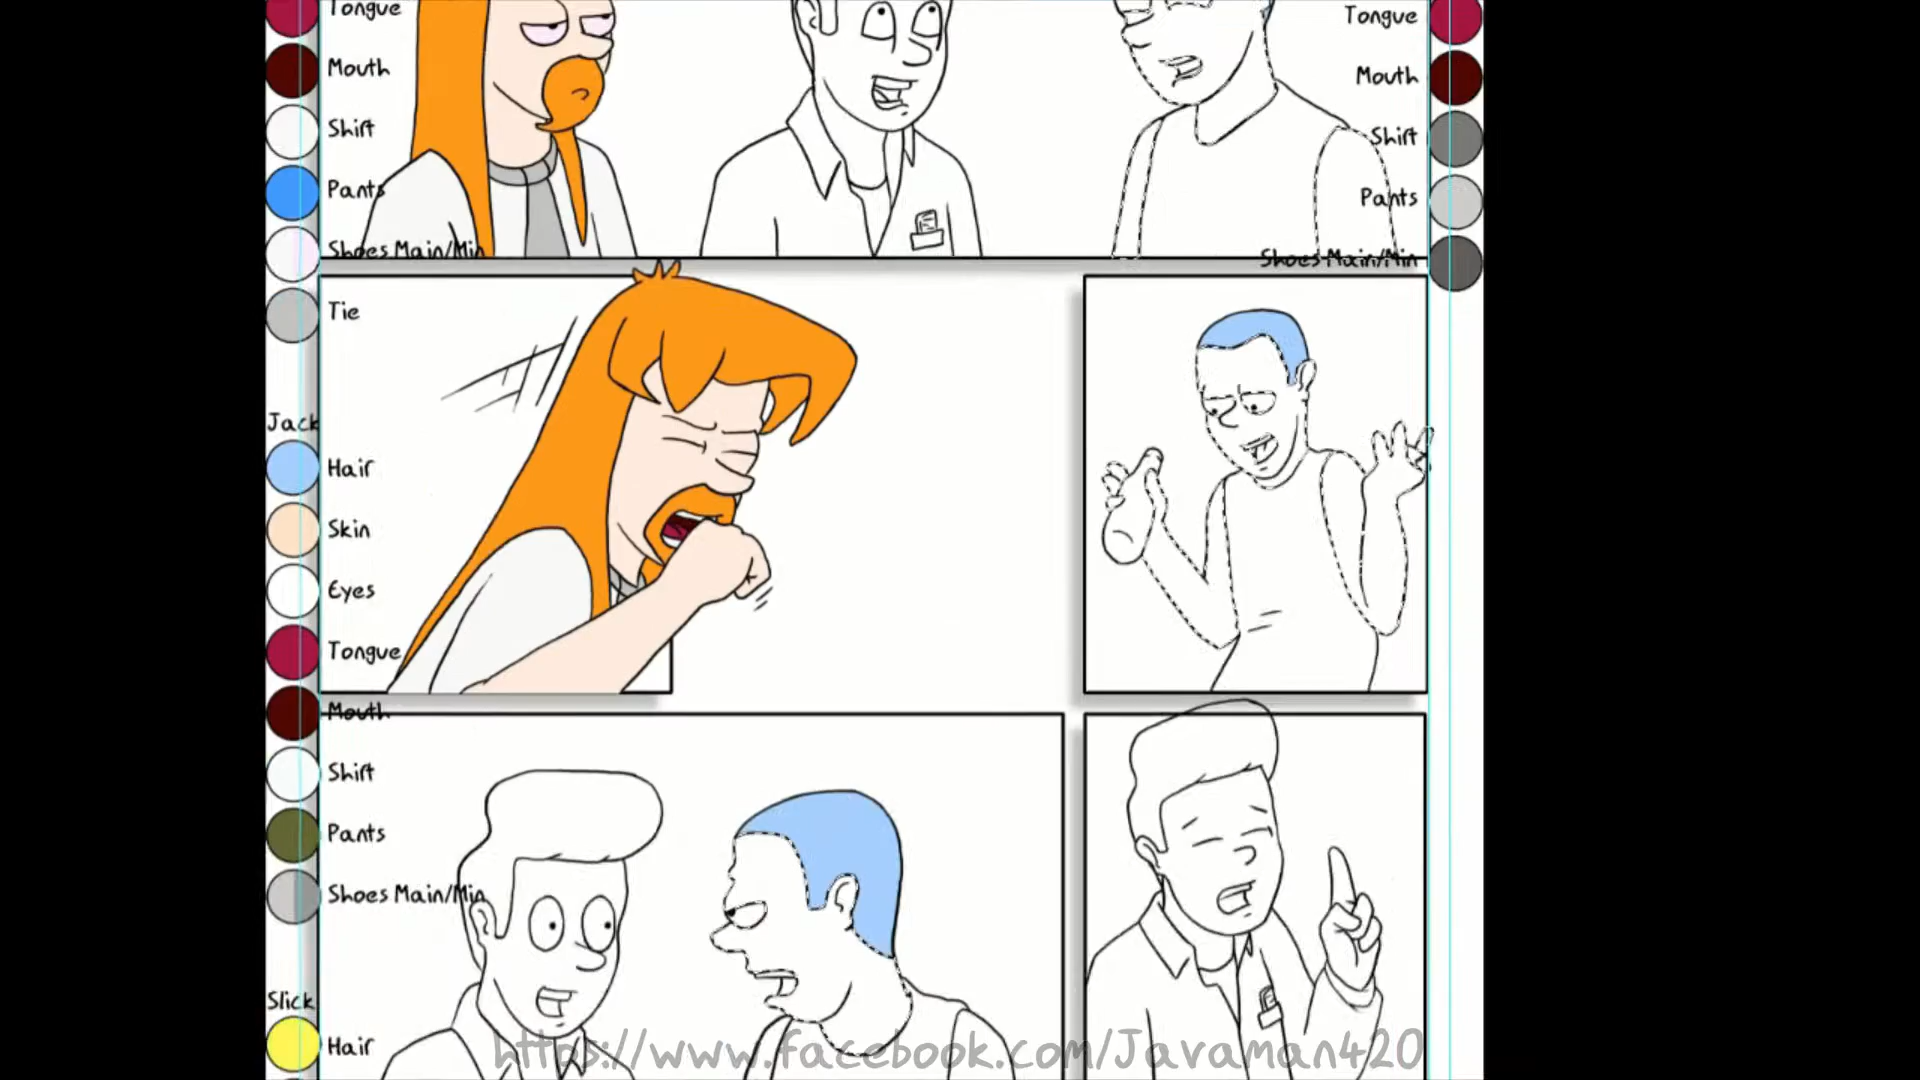 Tongue
Mouth
Shirt
Pants
Shoes Main/Min
Tie
Jack
Hair
Skin
Eyes
Tongue
Mouth
Shirt
Pants
Shoes Main/Min
Slick
Hair
Tongue
Mouth
Shirt
Pants
Shoes Main/Min
https://www.facebook.com/Javaman420